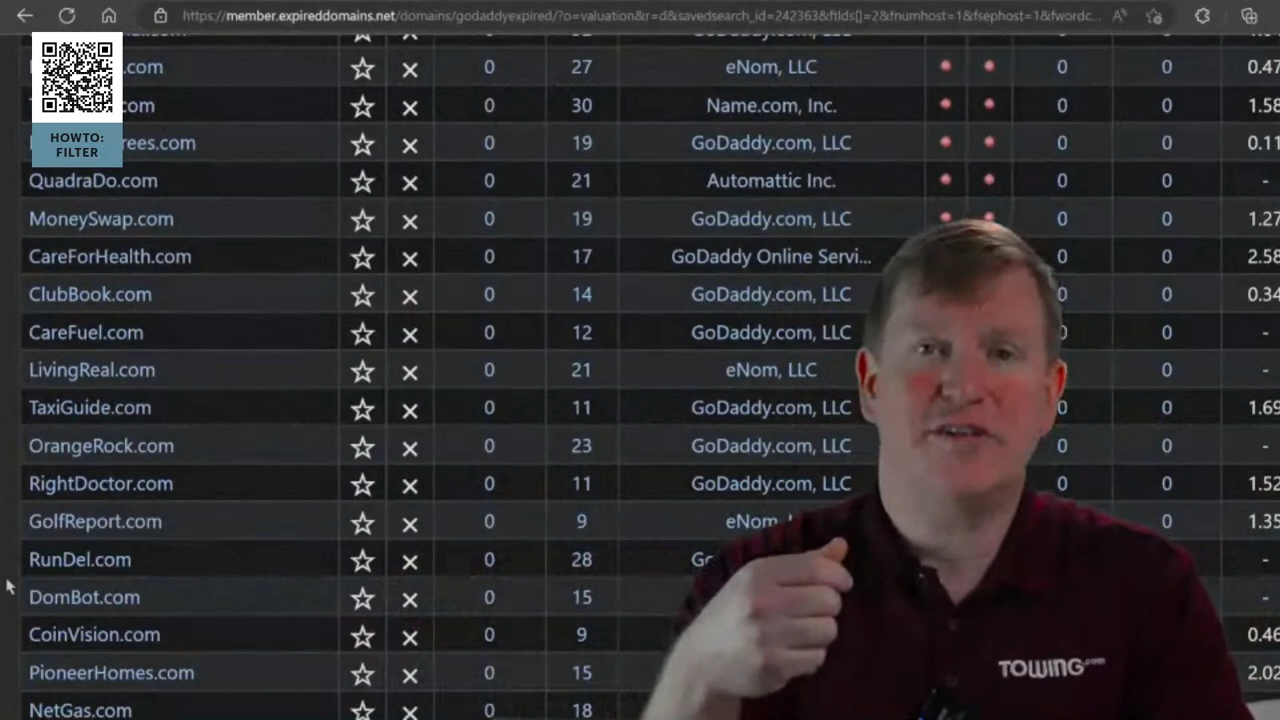 https://member.expireddomains.net/domains/godaddyexpired/?o=valuation&r=d&savedsearch_id=242363&ftlds[]=2&fnumhost=1&fsephost=1&fwordc...
HOWTO:
FILTER
.com 0 27 eNom, LLC 0 0 0.47
com 0 30 Name.com, Inc. 0 0 1.58
rees.com 0 19 GoDaddy.com, LLC 0 0 0.11
QuadraDo.com 0 21 Automattic Inc. 0 0 -
MoneySwap.com 0 19 GoDaddy.com, LLC 0 0 1.27
CareForHealth.com 0 17 GoDaddy Online Servi... 0 0 2.58
ClubBook.com 0 14 GoDaddy.com, LLC 0 0 0.34
CareFuel.com 0 12 GoDaddy.com, LLC 0 0 -
LivingReal.com 0 21 eNom, LLC 0 -
TaxiGuide.com 0 11 GoDaddy.com, LLC 0 0 1.69
OrangeRock.com 0 23 GoDaddy.com, LLC 0 0 -
RightDoctor.com 0 11 GoDaddy.com, LLC 0 0 1.52
GolfReport.com 0 9 eNom, 0 1.35
RunDel.com 0 28 Go -
DomBot.com 0 15 -
CoinVision.com 0 9 0.46
PioneerHomes.com 0 15 2.02
NetGas.com 0 18
TOWING.com